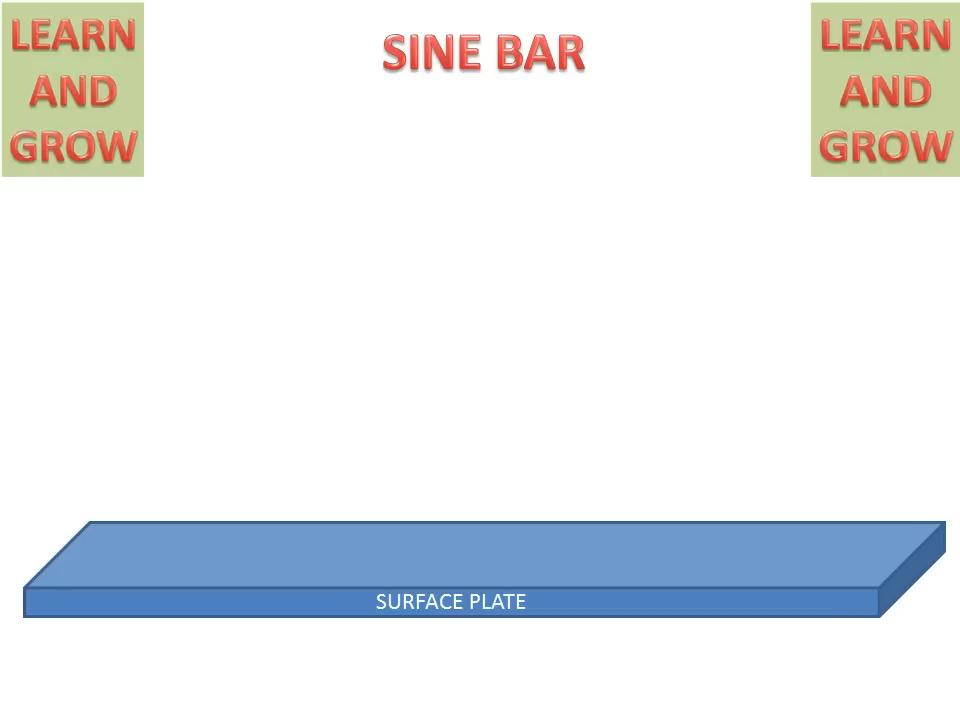 LEARN
AND
GROW
SINE BAR
LEARN
AND
GROW
SURFACE PLATE